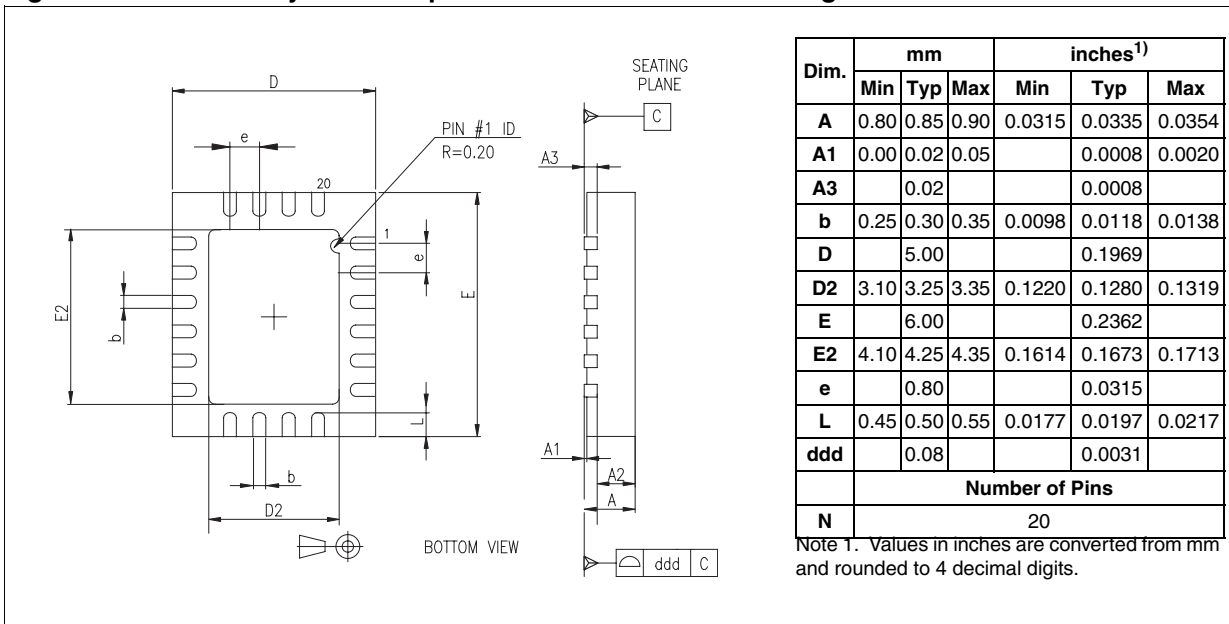 D
SEATING
PLANE
C
PIN #1 ID
R=0.20
e
A3
20
1
e
E
E2
b
L
A1
A2
A
b
D2
BOTTOM VIEW
ddd C
Dim. mm inches1)
Min Typ Max Min Typ Max
A 0.80 0.85 0.90 0.0315 0.0335 0.0354
A1 0.00 0.02 0.05 0.0008 0.0020
A3 0.02 0.0008
b 0.25 0.30 0.35 0.0098 0.0118 0.0138
D 5.00 0.1969
D2 3.10 3.25 3.35 0.1220 0.1280 0.1319
E 6.00 0.2362
E2 4.10 4.25 4.35 0.1614 0.1673 0.1713
e 0.80 0.0315
L 0.45 0.50 0.55 0.0177 0.0197 0.0217
ddd 0.08 0.0031
Number of Pins
N 20
Note 1. Values in inches are converted from mm
and rounded to 4 decimal digits.